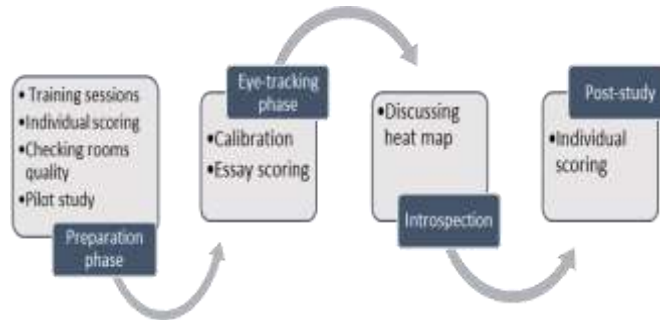 • Training sessions
• Individual scoring
• Checking rooms
quality
• Pilot study
Preparation
phase
Eye-tracking
phase
• Calibration
• Essay scoring
• Discussing
heat map
Introspection
Post-study
• Individual
scoring